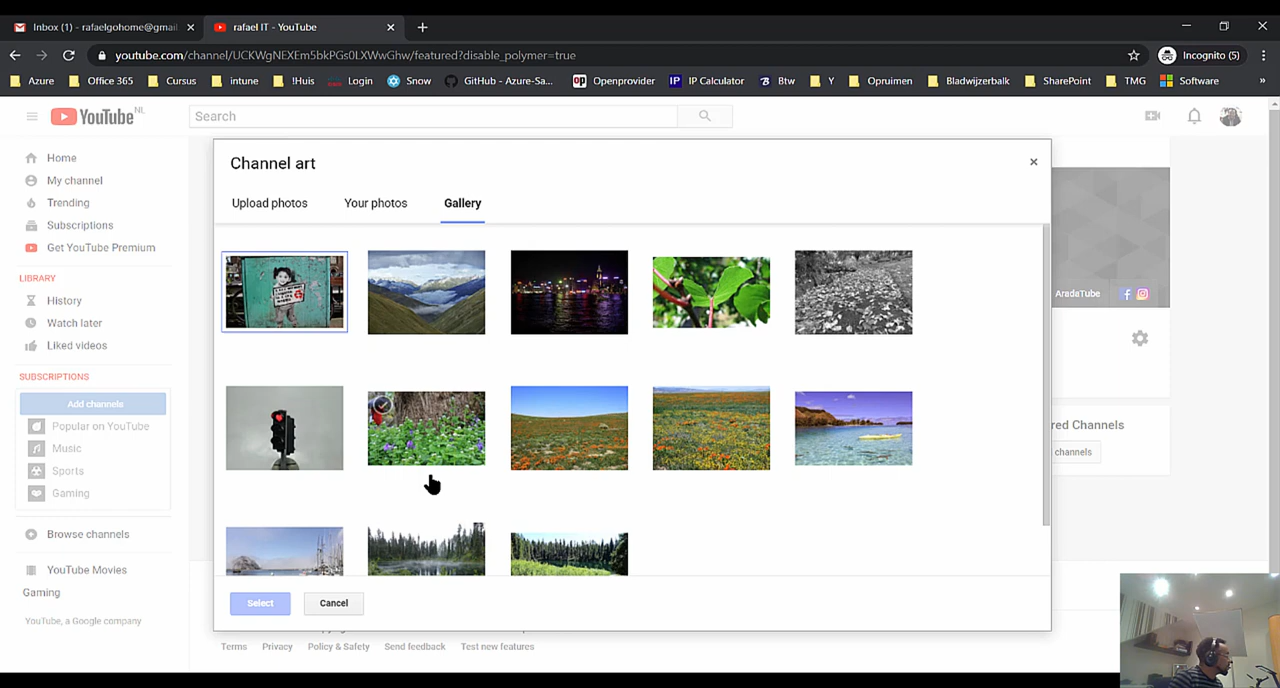 Inbox (1) - rafaelgohome@gmail.
rafael IT - YouTube
youtube.com/channel/UCKWgNEXEm5bkPGs0LXWwGhw/featured?disable_polymer=true
Incognito (5)
Azure
Office 365
Cursus
intune
!Huis
Login
Snow
GitHub - Azure-Sa...
op
Openprovider
IP
IP Calculator
Btw
Y
Opruimen
Bladwijzerbalk
SharePoint
TMG
Software
»
YouTube NL
Search
Home
My channel
Trending
Subscriptions
Get YouTube Premium
LIBRARY
History
Watch later
Liked videos
SUBSCRIPTIONS
Add channels
Popular on YouTube
Music
Sports
Gaming
Browse channels
YouTube Movies
Gaming
YouTube, a Google company
Channel art
Upload photos
Your photos
Gallery
Select
Cancel
AradaTube
red Channels
channels
Terms
Privacy
Policy & Safety
Send feedback
Test new features